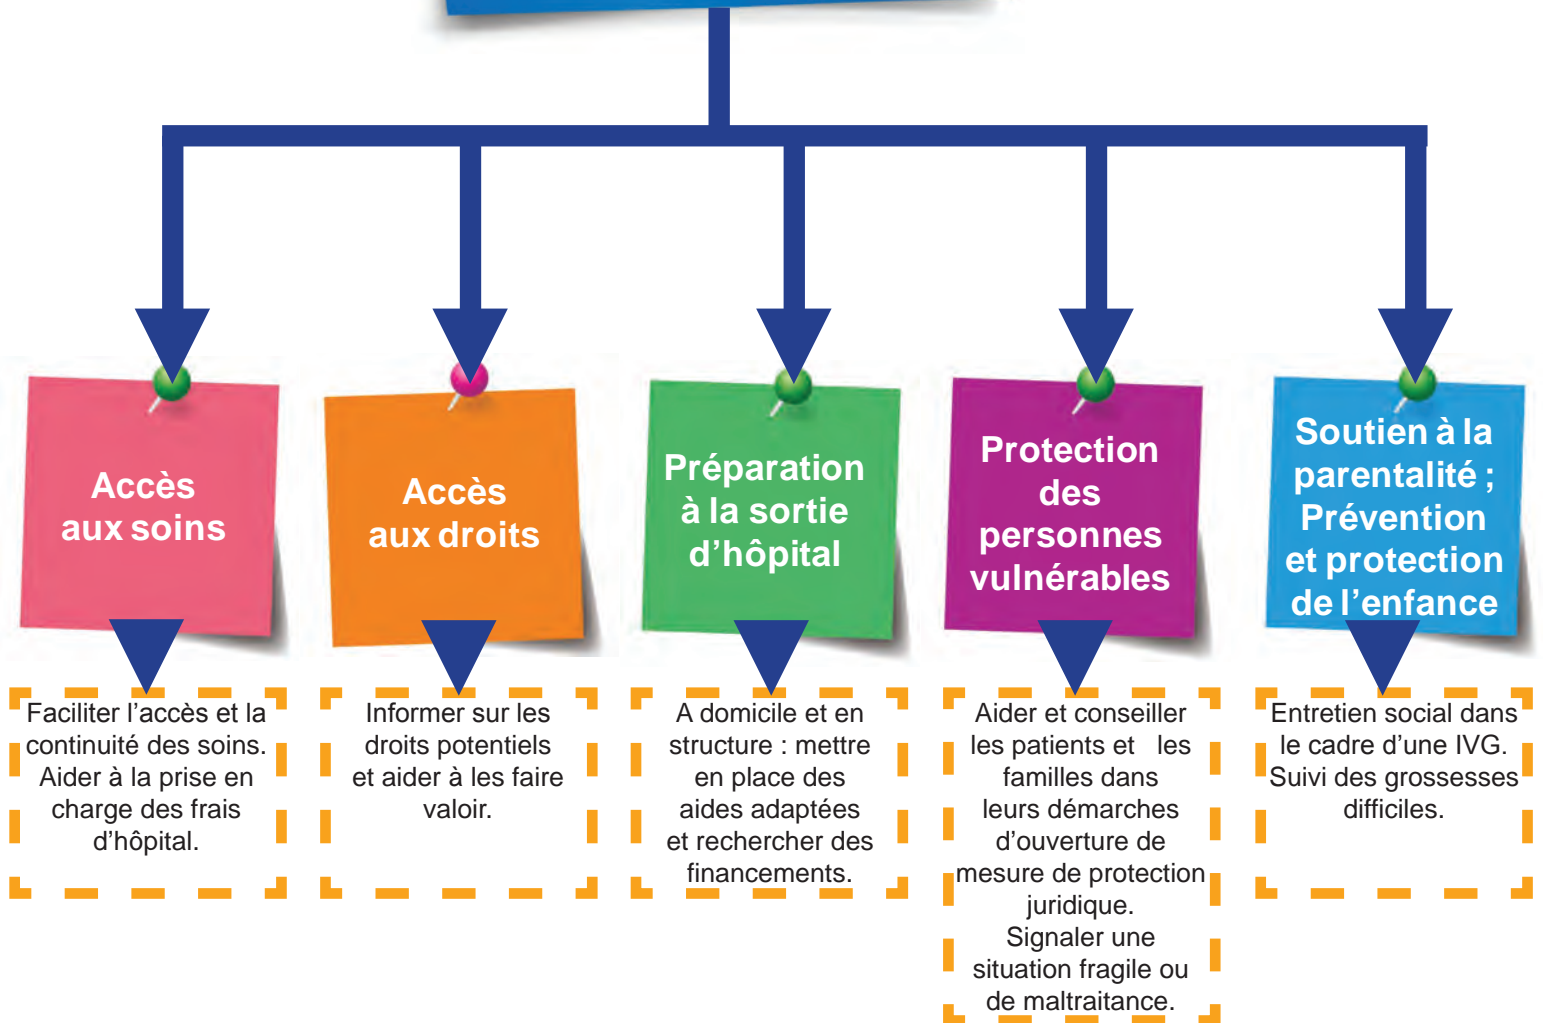 Accès
aux soins
Accès
aux droits
Préparation
à la sortie
d’hôpital
Protection
des
personnes
vulnérables
Soutien à la
parentalité ;
Prévention
et protection
de l’enfance
Faciliter l’accès et la
continuité des soins.
Aider à la prise en
charge des frais
d’hôpital.
Informer sur les
droits potentiels
et aider à les faire
valoir.
A domicile et en
structure : mettre
en place des
aides adaptées
et rechercher des
financements.
Aider et conseiller
les patients et les
familles dans
leurs démarches
d’ouverture de
mesure de protection
juridique.
Signaler une
situation fragile ou
de maltraitance.
Entretien social dans
le cadre d’une IVG.
Suivi des grossesses
difficiles.